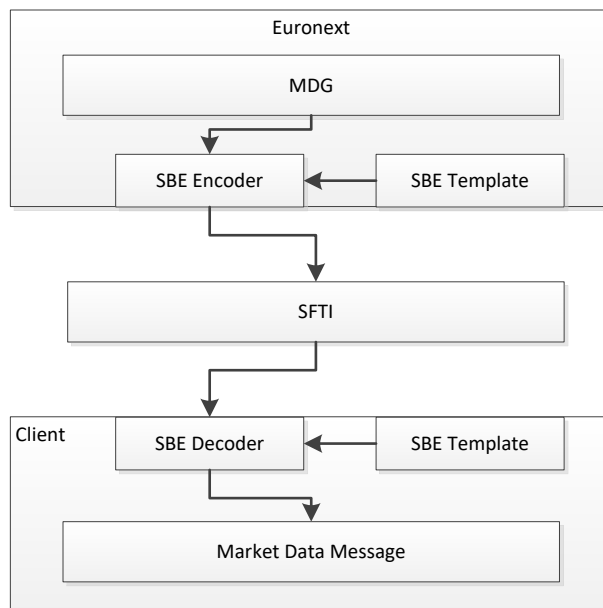 Euronext
MDG
SBE Encoder
SBE Template
SFTI
Client
SBE Decoder
SBE Template
Market Data Message